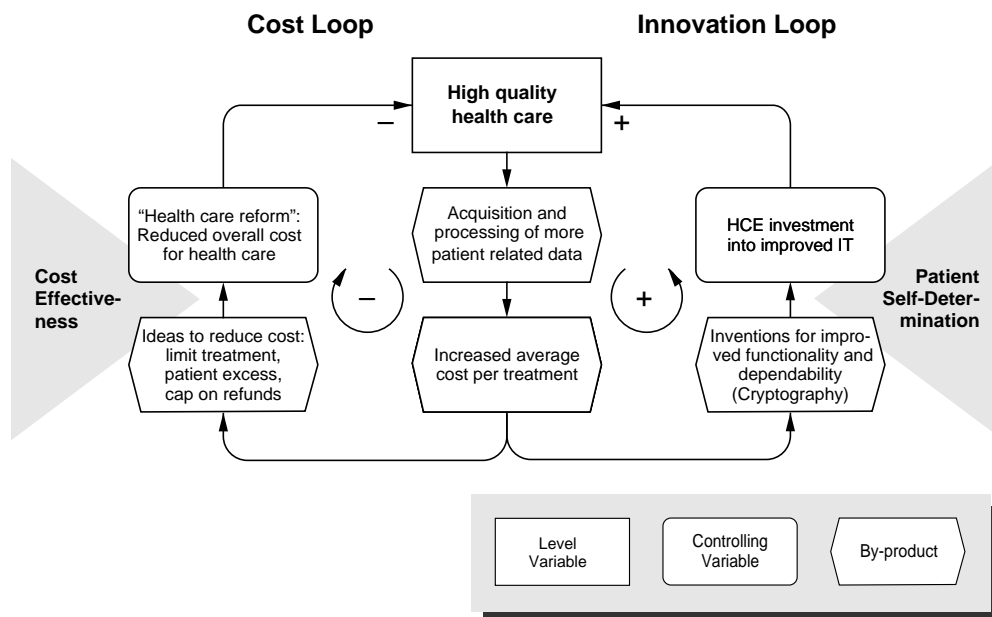 Cost Loop
Innovation Loop
High quality
health care
−
+
“Health care reform”:
Reduced overall cost
for health care
Acquisition and
processing of more
patient related data
HCE investment
into improved IT
Cost
Effective-
ness
−
+
Patient
Self-Deter-
mination
Ideas to reduce cost:
limit treatment,
patient excess,
cap on refunds
Increased average
cost per treatment
Inventions for impro-
ved functionality and
dependability
(Cryptography)
Level
Variable
Controlling
Variable
By-product